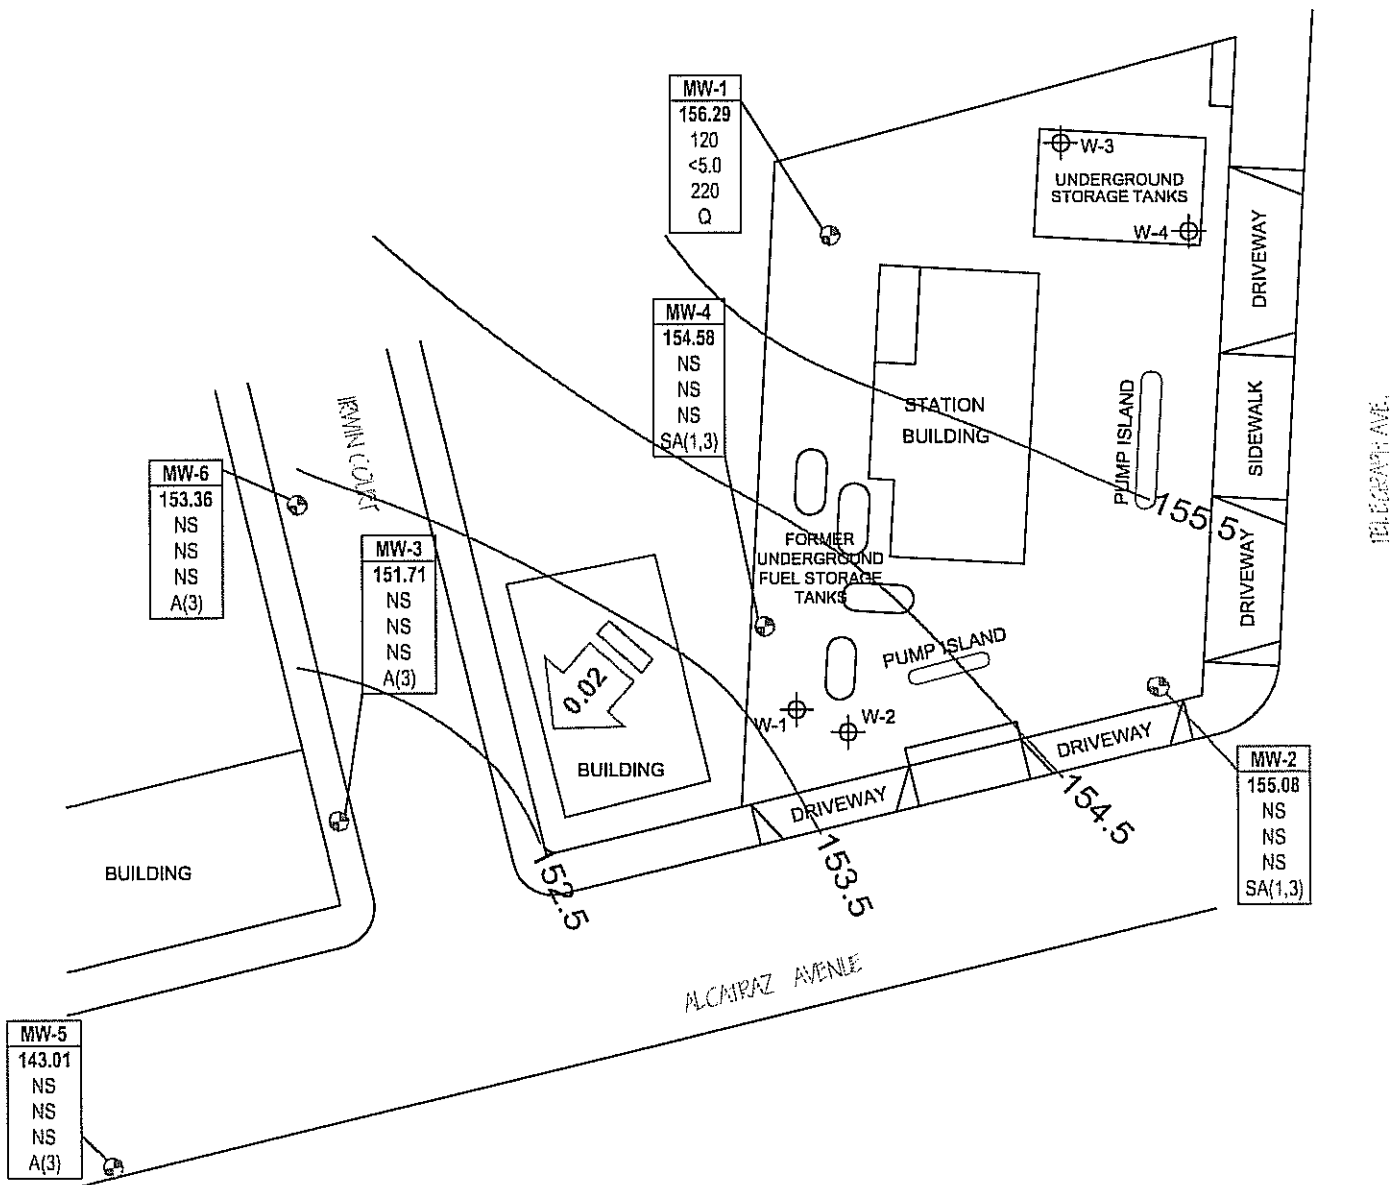 MW-1
156.29
120
<5.0
220
Q
W-3
UNDERGROUND
STORAGE TANKS
W-4
DRIVEWAY
MW-4
154.58
NS
NS
NS
SA(1,3)
STATION
BUILDING
PUMP ISLAND
SIDEWALK
TELEGRAPH AVE.
IRWIN COURT
MW-6
153.36
NS
NS
NS
A(3)
MW-3
151.71
NS
NS
NS
A(3)
155.5
FORMER
UNDERGROUND
FUEL STORAGE
TANKS
DRIVEWAY
PUMP ISLAND
0.02
W-1
W-2
BUILDING
DRIVEWAY
DRIVEWAY
MW-2
155.08
NS
NS
NS
SA(1,3)
154.5
153.5
152.5
BUILDING
ALCATRAZ AVENUE
MW-5
143.01
NS
NS
NS
A(3)